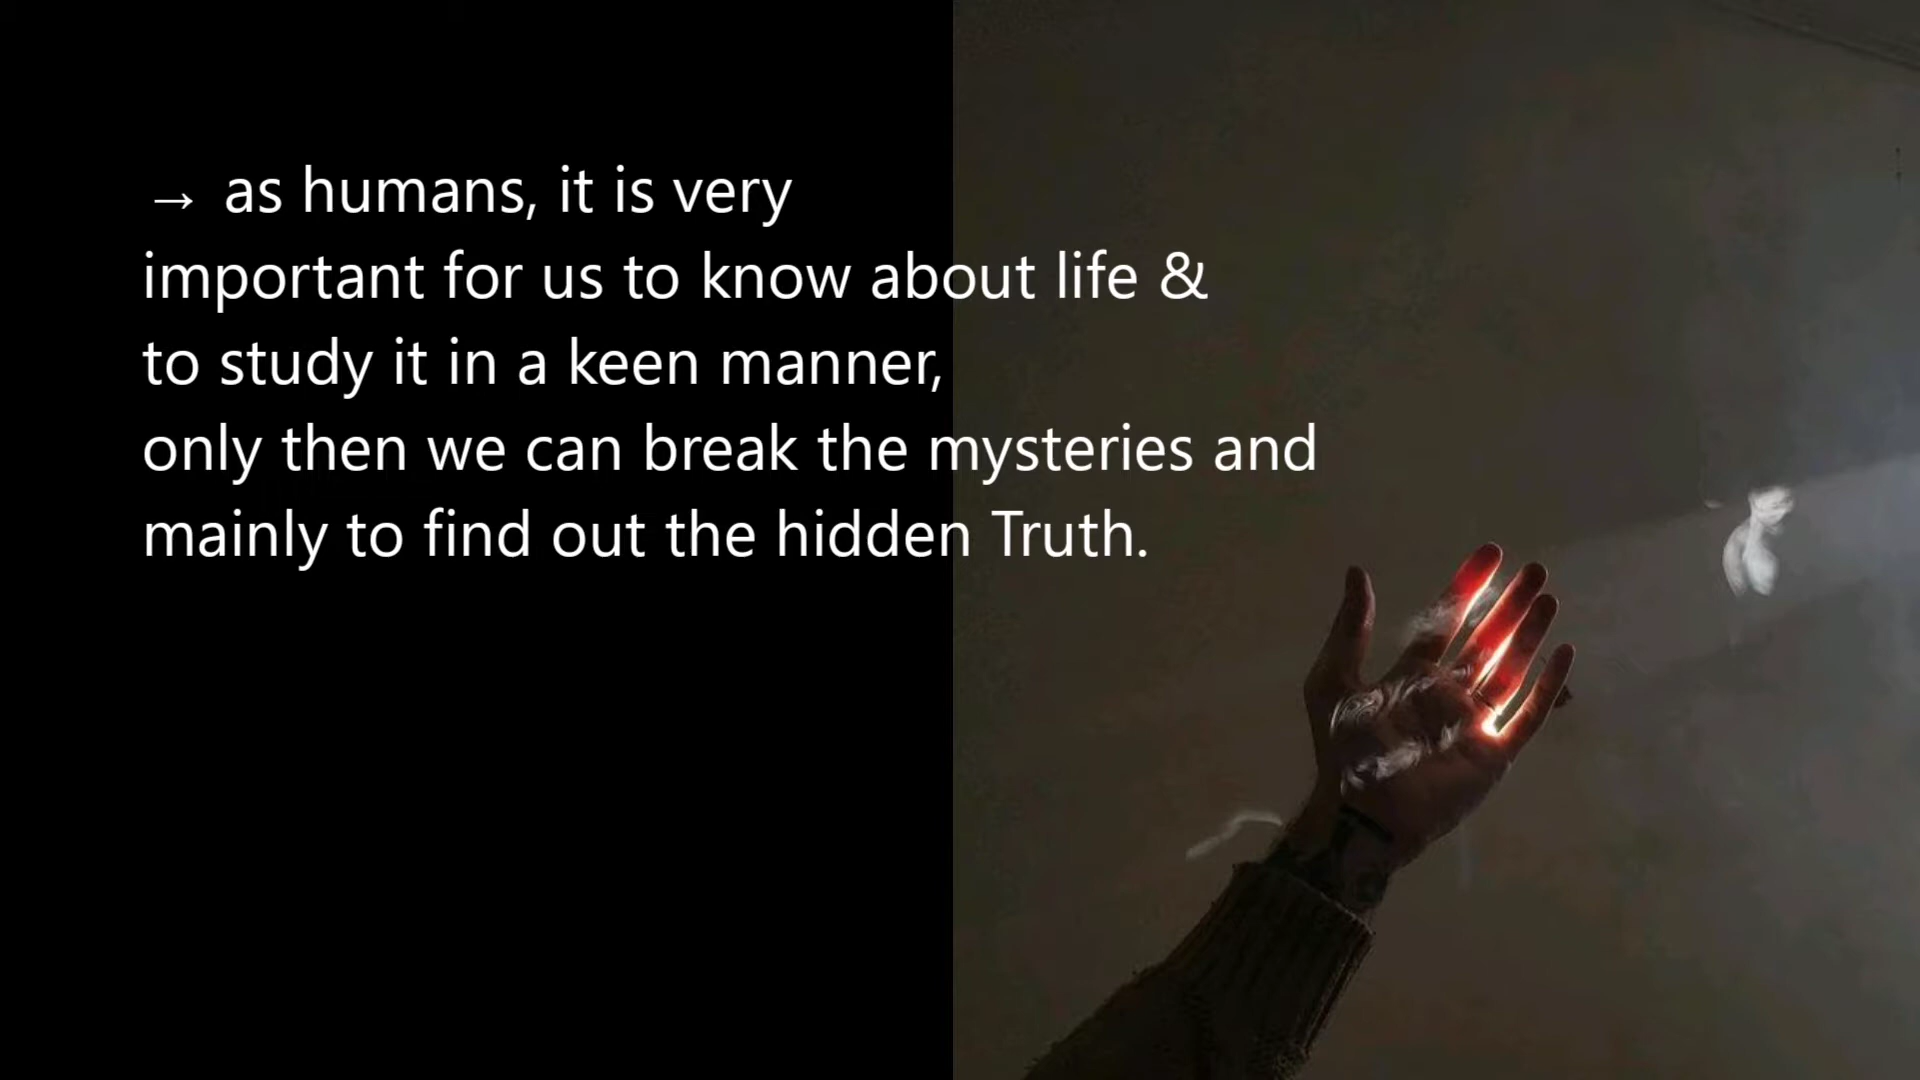 → as humans, it is very
important for us to know about life &
to study it in a keen manner,
only then we can break the mysteries and
mainly to find out the hidden Truth.